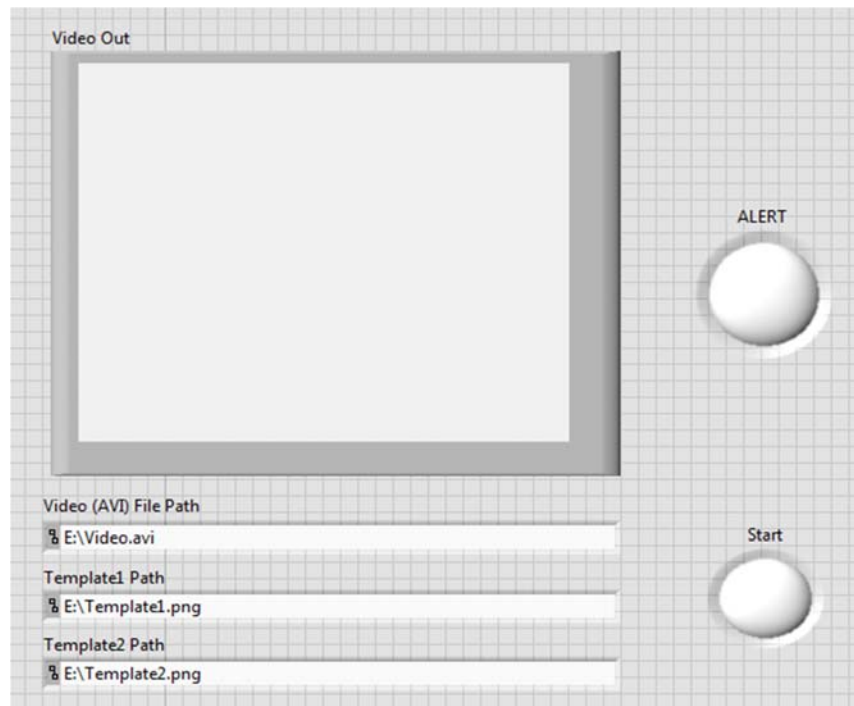 Video Out
ALERT
Video (AVI) File Path
E:\Video.avi
Start
Template1 Path
E:\Template1.png
Template2 Path
E:\Template2.png